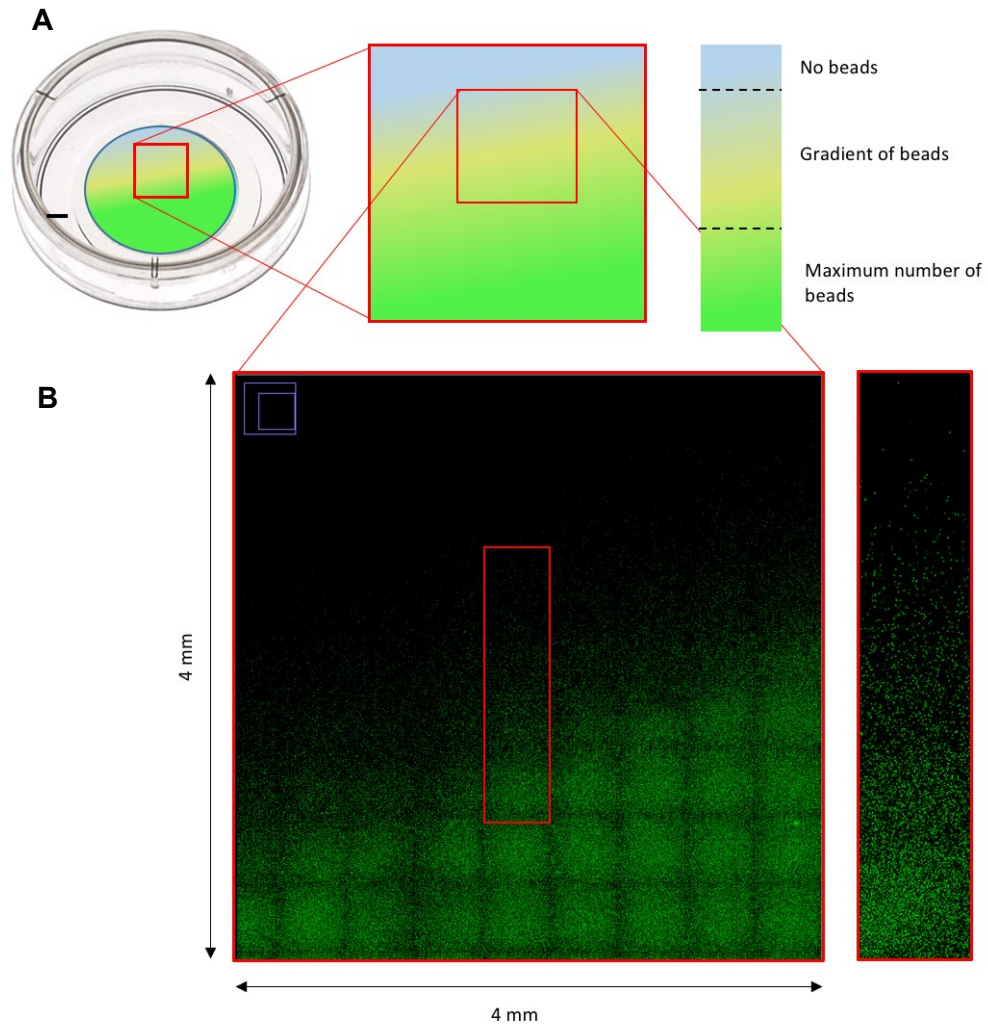 A
No beads
Gradient of beads
Maximum number of
beads
B
4 mm
4 mm